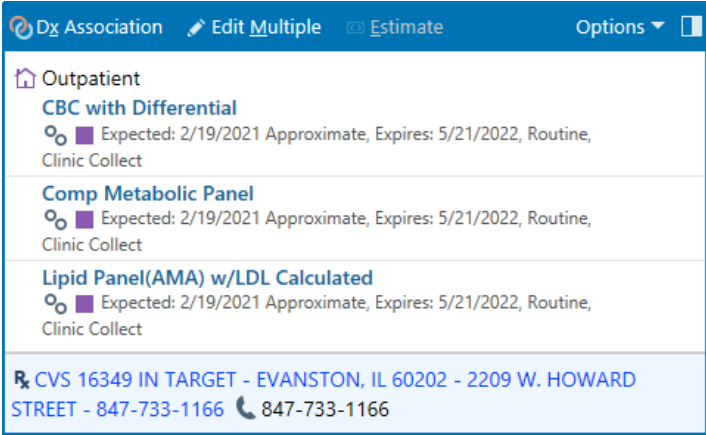 Dx Association Edit Multiple Estimate Options
Outpatient
CBC with Differential
Expected: 2/19/2021 Approximate, Expires: 5/21/2022, Routine,
Clinic Collect
Comp Metabolic Panel
Expected: 2/19/2021 Approximate, Expires: 5/21/2022, Routine,
Clinic Collect
Lipid Panel(AMA) w/LDL Calculated
Expected: 2/19/2021 Approximate, Expires: 5/21/2022, Routine,
Clinic Collect
Rx CVS 16349 IN TARGET - EVANSTON, IL 60202 - 2209 W. HOWARD
STREET - 847-733-1166 847-733-1166